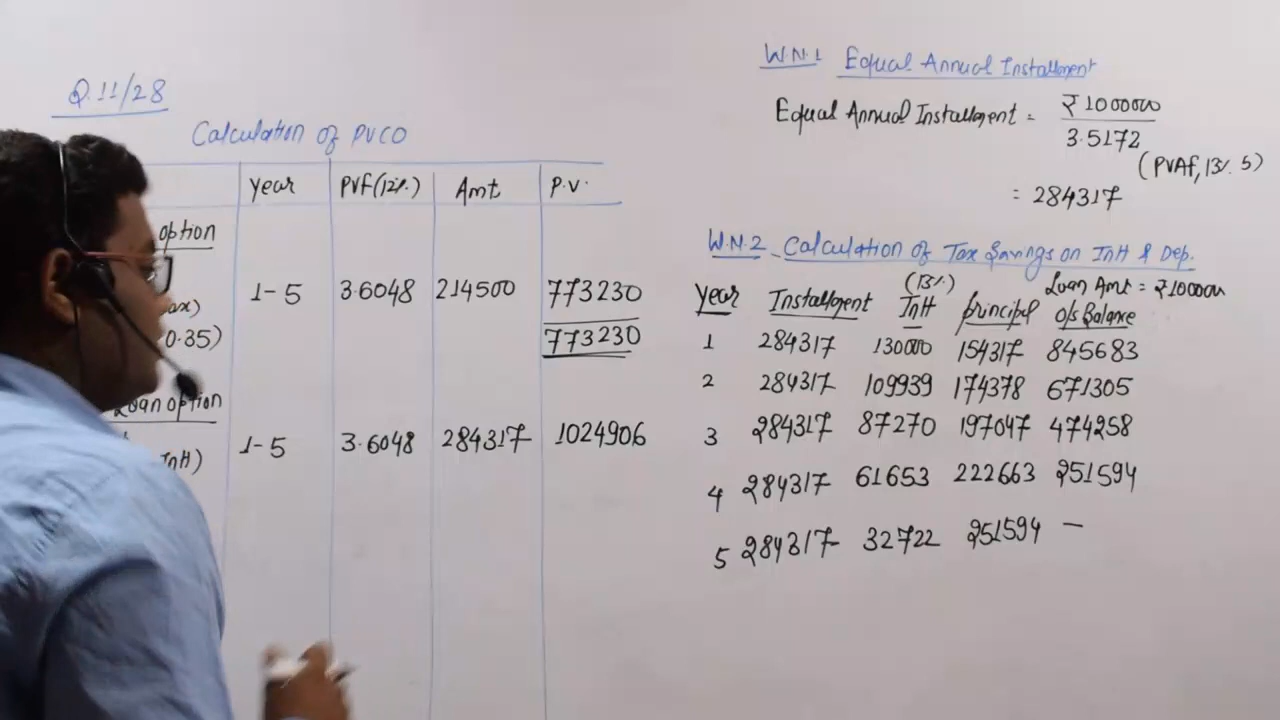 Q.11/28
Calculation of PVCO
Year PVF(12%) Amt P.V.
option
1-5 3.6048 214500 773230
ax)
0.35) 773230
Loan option
1-5 3.6048 284317 1024906
InH)
W.N.1 Equal Annual Installment
Equal Annual Installment = ₹1000000
3.5172
(PVAf, 13% 5)
= 284317
W.N.2 Calculation of Tax Savings on InH & Dep.
(13%) Loan Amt = ₹1000000
Year Installment InH principal O/s Balance
1 284317 130000 154317 845683
2 284317 109939 174378 671305
3 284317 87270 197047 474258
4 284317 61653 222663 251594
5 284317 32722 251594 —